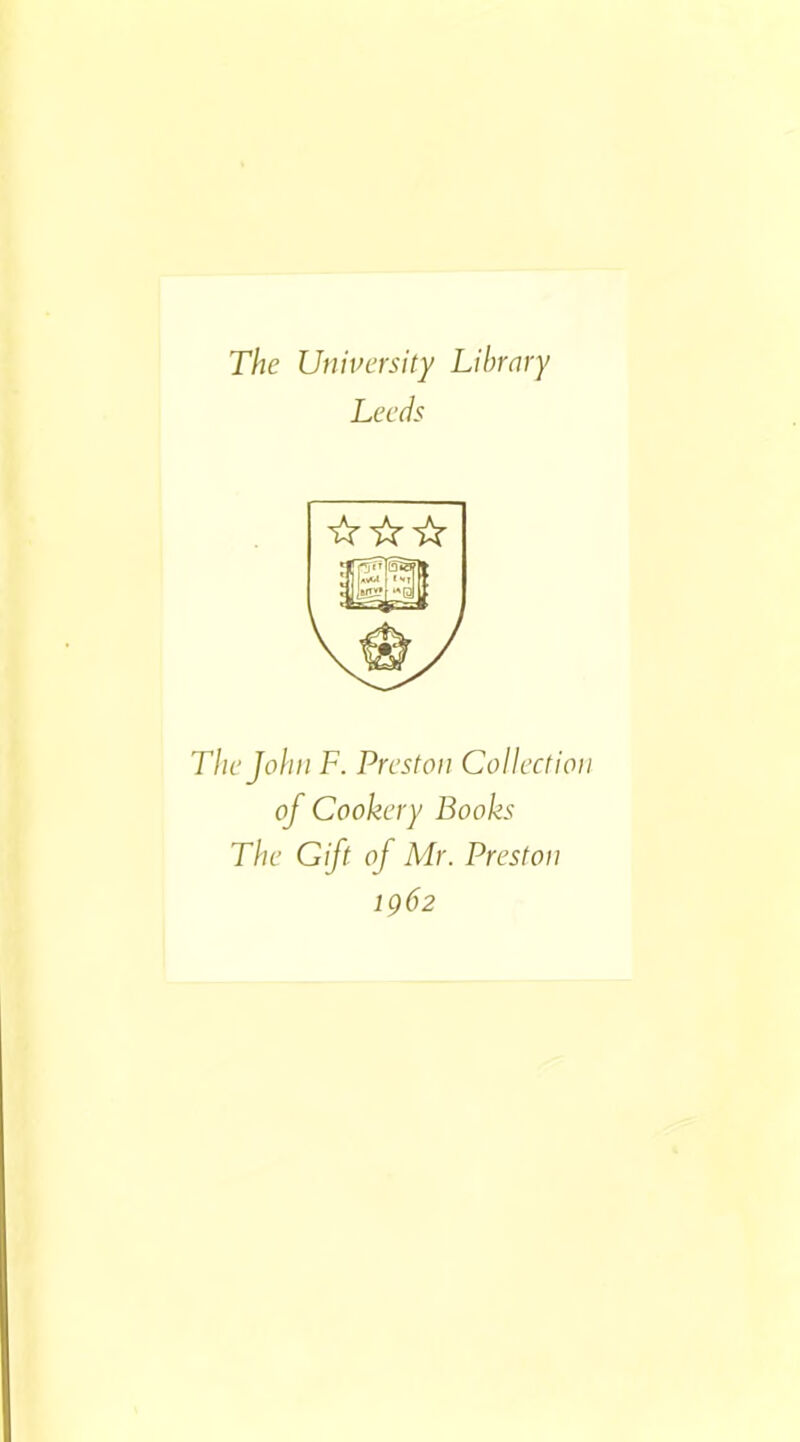 The University Library
Leeds
The John F. Preston Collection
of Cookery Books
The Gift of Mr. Preston
1962